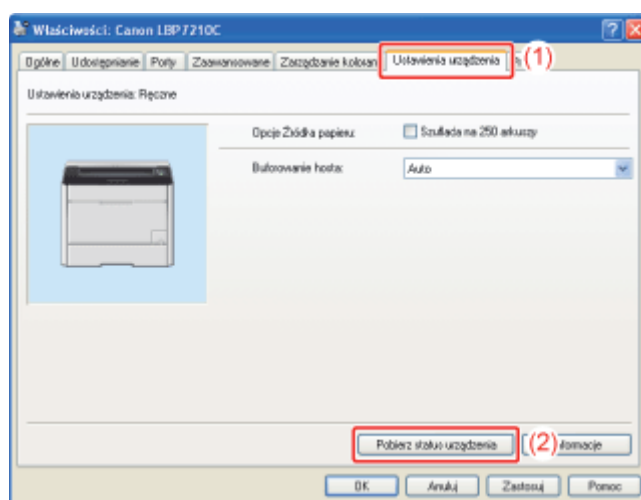 Właściwości: Canon LBP7210C
Ogólne Udostępnianie Porty Zaawansowane Zarządzanie kolorami Ustawienia urządzenia (1)
Ustawienia urządzenia: Ręczne
Opcje Źródła papieru: Szuflada na 250 arkuszy
Buforowanie hosta: Auto
Pobierz status urządzenia (2)
OK Anuluj Zastosuj Pomoc